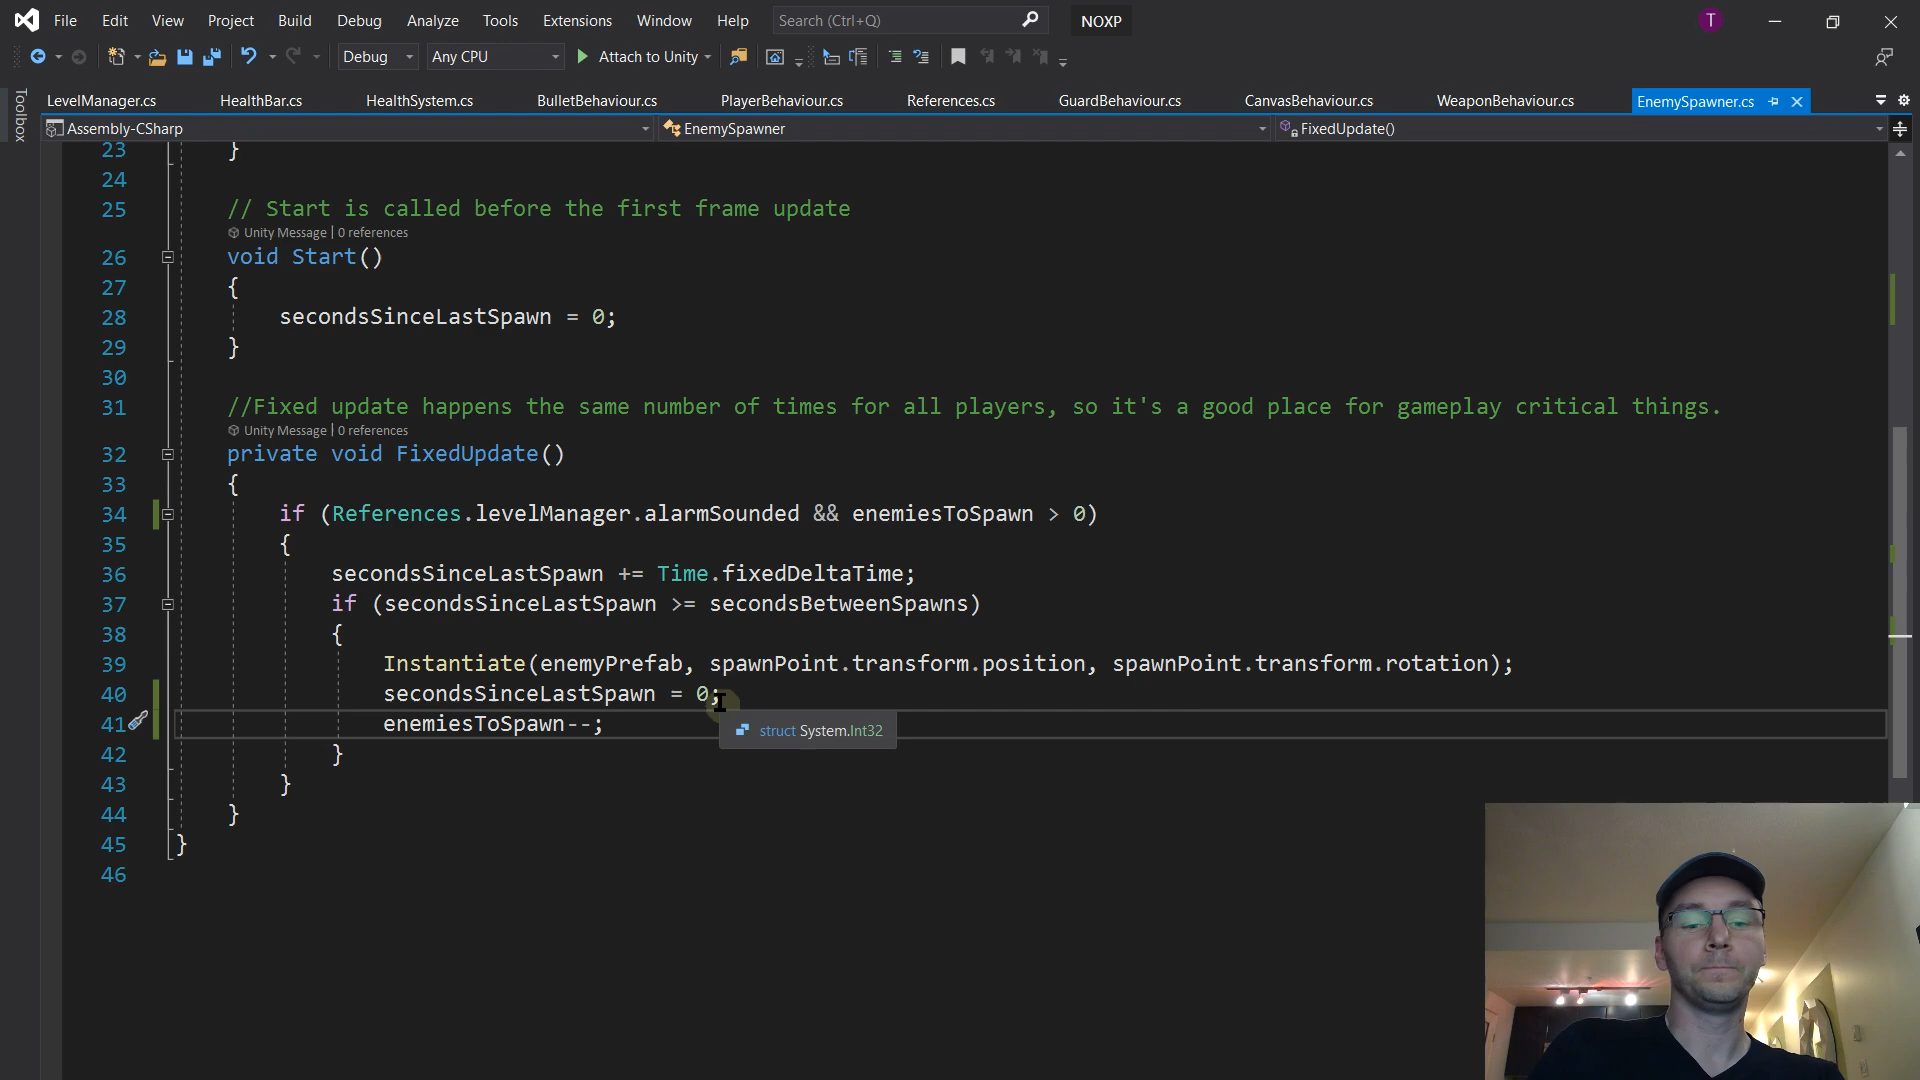 File Edit View Project Build Debug Analyze Tools Extensions Window Help Search (Ctrl+Q) NOXP T
Debug Any CPU Attach to Unity
Toolbox
LevelManager.cs HealthBar.cs HealthSystem.cs BulletBehaviour.cs PlayerBehaviour.cs References.cs GuardBehaviour.cs CanvasBehaviour.cs WeaponBehaviour.cs EnemySpawner.cs
Assembly-CSharp EnemySpawner FixedUpdate()
23 }
24
25 // Start is called before the first frame update
Unity Message | 0 references
26 void Start()
27 {
28 secondsSinceLastSpawn = 0;
29 }
30
31 //Fixed update happens the same number of times for all players, so it's a good place for gameplay critical things.
Unity Message | 0 references
32 private void FixedUpdate()
33 {
34 if (References.levelManager.alarmSounded && enemiesToSpawn > 0)
35 {
36 secondsSinceLastSpawn += Time.fixedDeltaTime;
37 if (secondsSinceLastSpawn >= secondsBetweenSpawns)
38 {
39 Instantiate(enemyPrefab, spawnPoint.transform.position, spawnPoint.transform.rotation);
40 secondsSinceLastSpawn = 0;
41 enemiesToSpawn--;
struct System.Int32
42 }
43 }
44 }
45 }
46